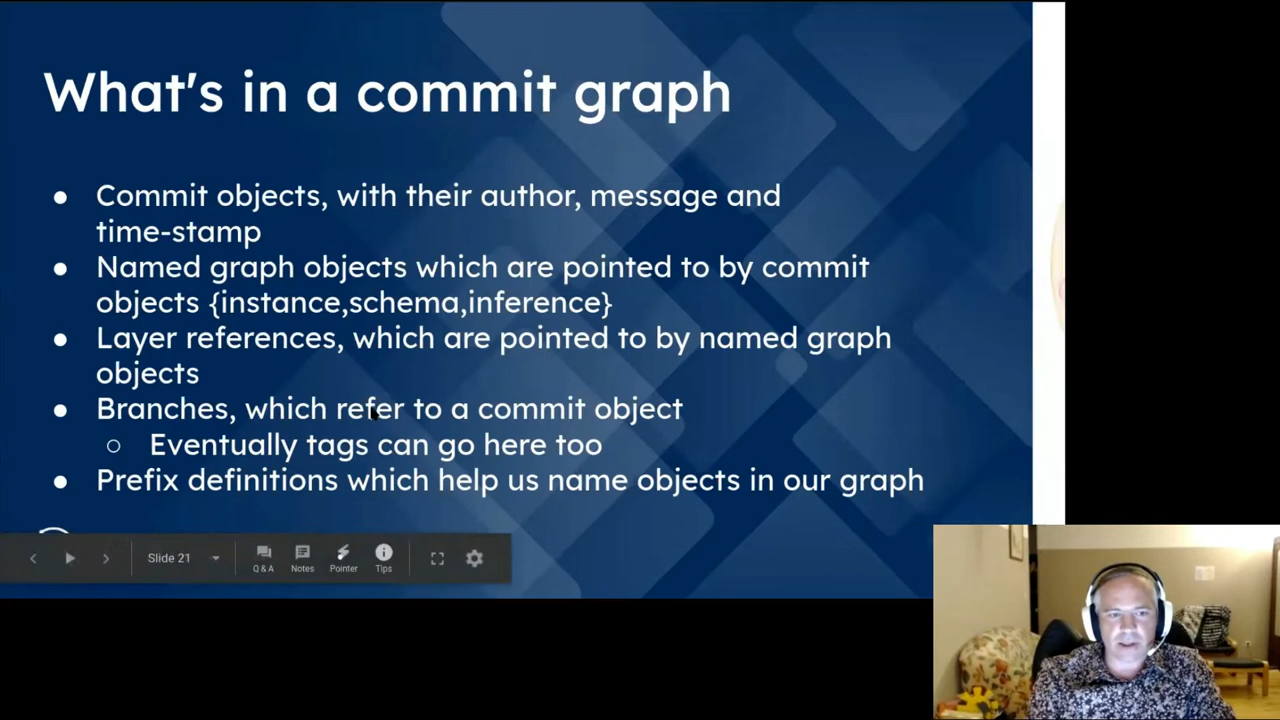 What's in a commit graph
● Commit objects, with their author, message and
time-stamp
● Named graph objects which are pointed to by commit
objects {instance,schema,inference}
● Layer references, which are pointed to by named graph
objects
● Branches, which refer to a commit object
○ Eventually tags can go here too
● Prefix definitions which help us name objects in our graph
Slide 21
Q & A
Notes
Pointer
Tips